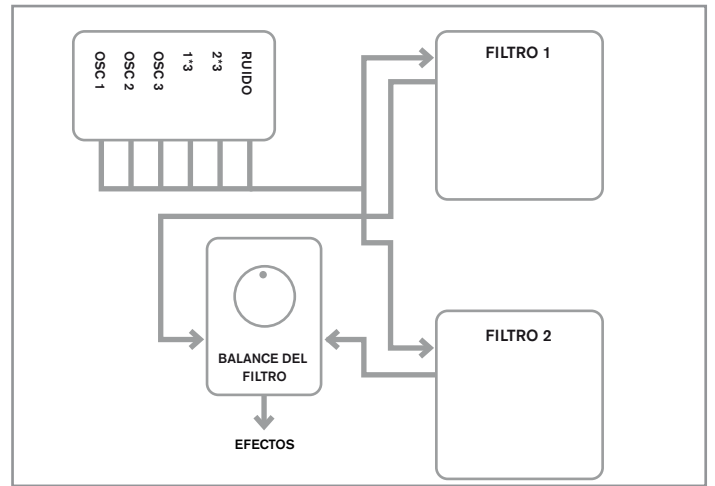 OSC 1
OSC 2
OSC 3
1*3
2*3
RUIDO
FILTRO 1
BALANCE DEL
FILTRO
FILTRO 2
EFECTOS